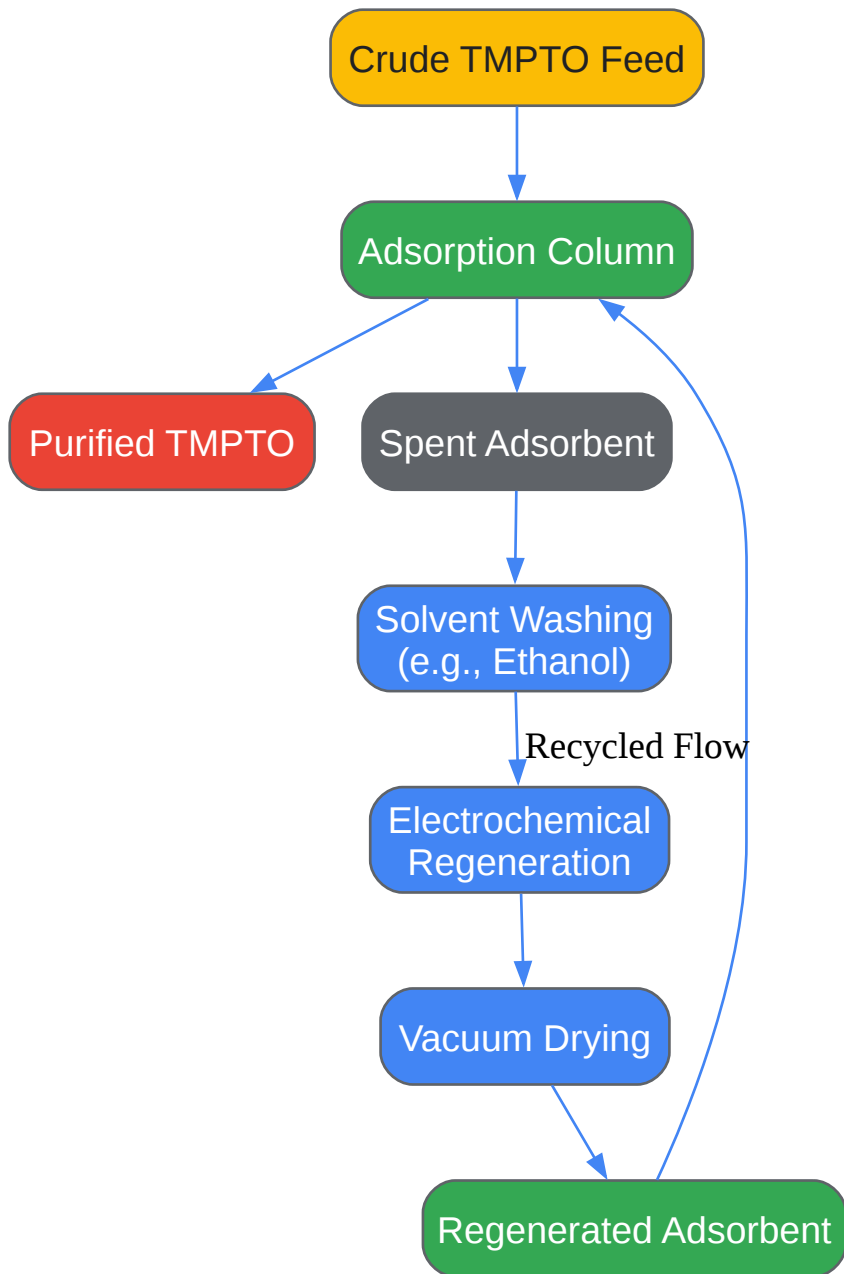 Crude TMPTO Feed
Adsorption Column
Purified TMPTO
Spent Adsorbent
Solvent Washing
(e.g., Ethanol)
Recycled Flow
Electrochemical
Regeneration
Vacuum Drying
Regenerated Adsorbent